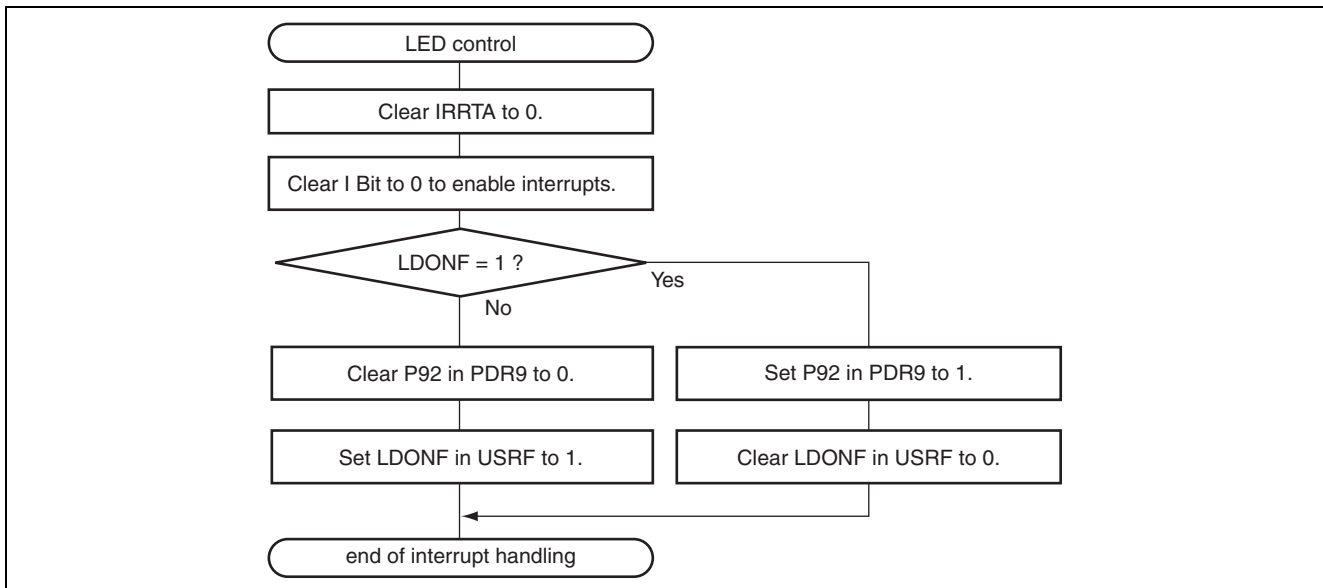 LED control
Clear IRRTA to 0.
Clear I Bit to 0 to enable interrupts.
LDONF = 1 ?
Yes
No
Clear P92 in PDR9 to 0.
Set P92 in PDR9 to 1.
Set LDONF in USRF to 1.
Clear LDONF in USRF to 0.
end of interrupt handling